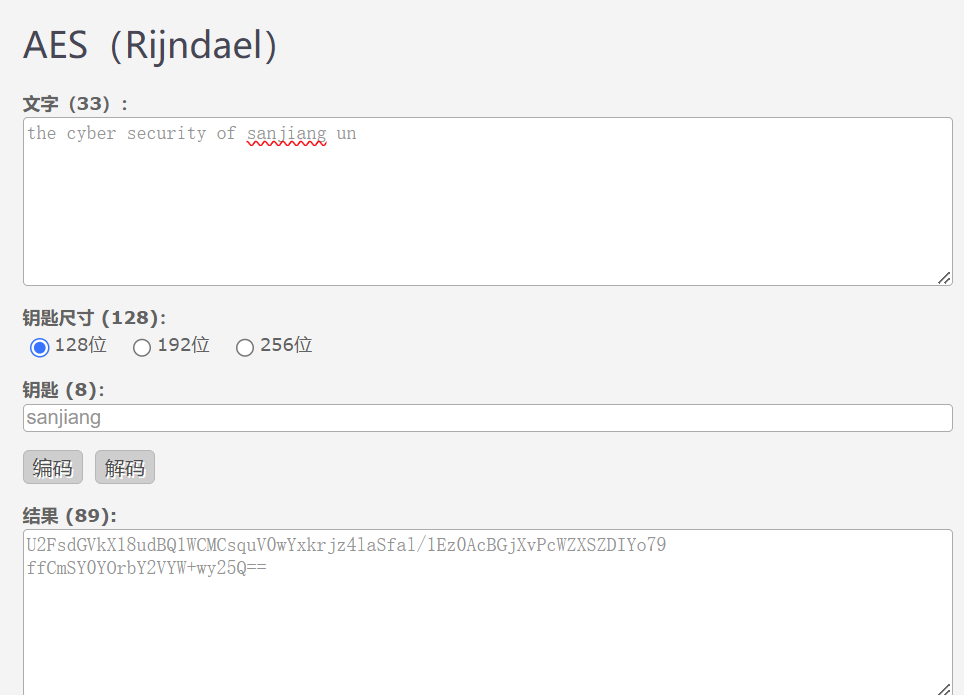 AES（Rijndael）
文字（33）:
the cyber security of sanjiang un
钥匙尺寸 (128):
128位 192位 256位
钥匙 (8):
sanjiang
编码 解码
结果 (89):
U2FsdGVkX18udBQlWCMCsquV0wYxkrjz4laSfal/lEz0AcBGjXvPcWZXSZDIYo79
ffCmSY0YOrbY2VYW+wy25Q==